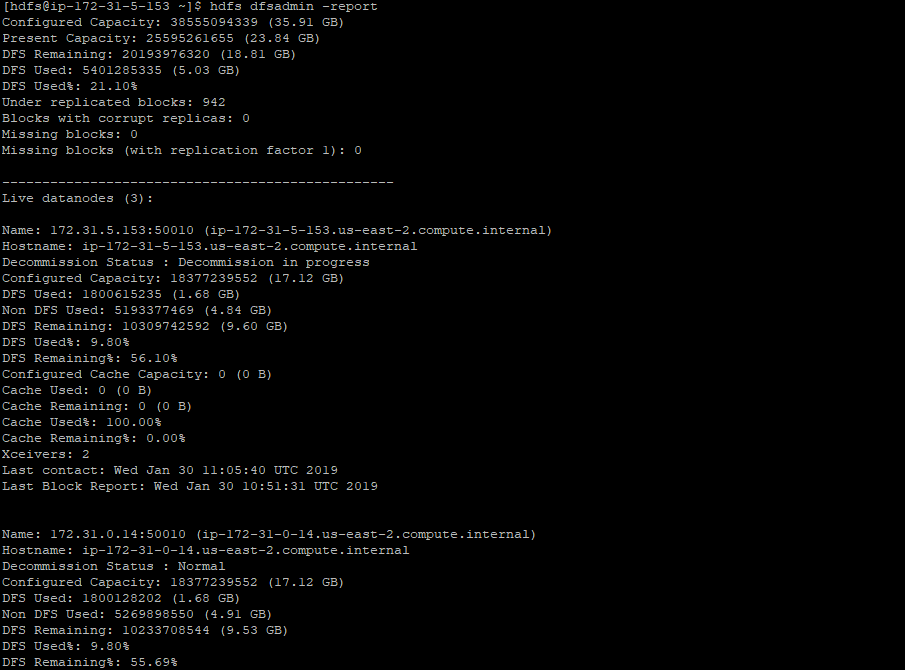 [hdfs@ip-172-31-5-153 ~]$ hdfs dfsadmin -report
Configured Capacity: 38555094339 (35.91 GB)
Present Capacity: 25595261655 (23.84 GB)
DFS Remaining: 20193976320 (18.81 GB)
DFS Used: 5401285335 (5.03 GB)
DFS Used%: 21.10%
Under replicated blocks: 942
Blocks with corrupt replicas: 0
Missing blocks: 0
Missing blocks (with replication factor 1): 0
-------------------------------------------------
Live datanodes (3):
Name: 172.31.5.153:50010 (ip-172-31-5-153.us-east-2.compute.internal)
Hostname: ip-172-31-5-153.us-east-2.compute.internal
Decommission Status : Decommission in progress
Configured Capacity: 18377239552 (17.12 GB)
DFS Used: 1800615235 (1.68 GB)
Non DFS Used: 5193377469 (4.84 GB)
DFS Remaining: 10309742592 (9.60 GB)
DFS Used%: 9.80%
DFS Remaining%: 56.10%
Configured Cache Capacity: 0 (0 B)
Cache Used: 0 (0 B)
Cache Remaining: 0 (0 B)
Cache Used%: 100.00%
Cache Remaining%: 0.00%
Xceivers: 2
Last contact: Wed Jan 30 11:05:40 UTC 2019
Last Block Report: Wed Jan 30 10:51:31 UTC 2019
Name: 172.31.0.14:50010 (ip-172-31-0-14.us-east-2.compute.internal)
Hostname: ip-172-31-0-14.us-east-2.compute.internal
Decommission Status : Normal
Configured Capacity: 18377239552 (17.12 GB)
DFS Used: 1800128202 (1.68 GB)
Non DFS Used: 5269898550 (4.91 GB)
DFS Remaining: 10233708544 (9.53 GB)
DFS Used%: 9.80%
DFS Remaining%: 55.69%